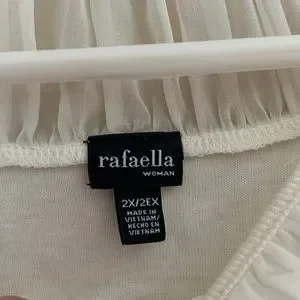 rafaella
WOMAN
2X/2EX
MADE IN
VIETNAM/
HECHO EN
VIETNAM